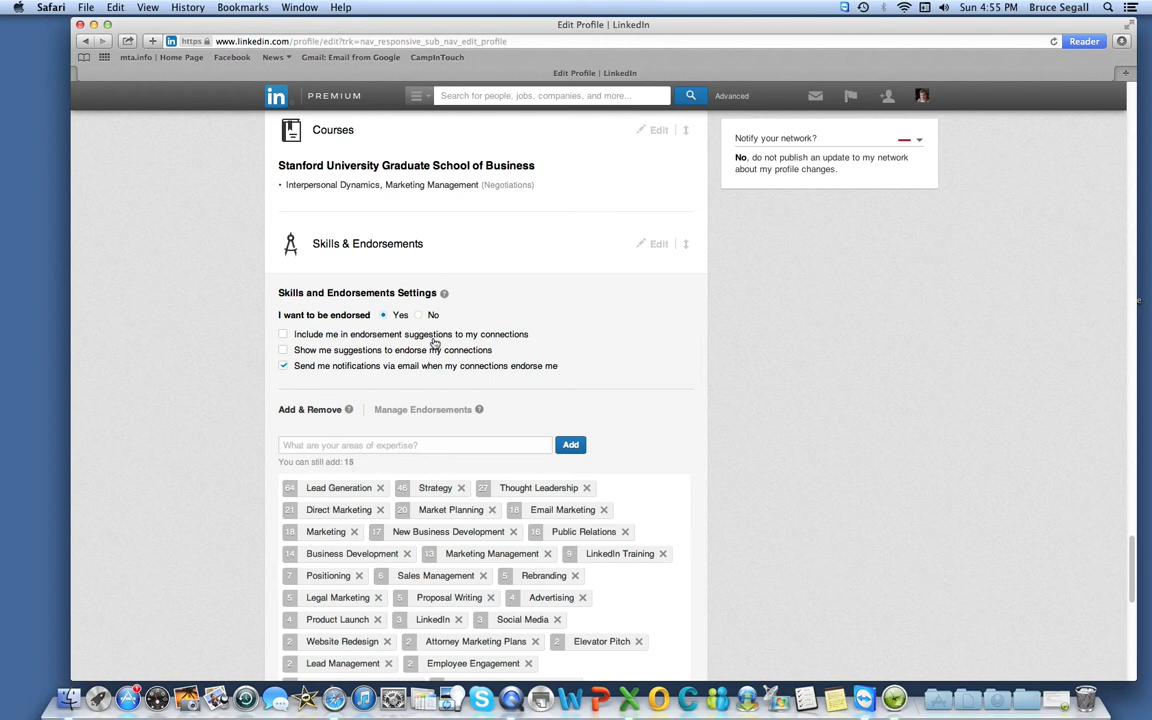 Safari File Edit View History Bookmarks Window Help Sun 4:55 PM Bruce Segall
Edit Profile | LinkedIn
https www.linkedin.com/profile/edit?trk=nav_responsive_sub_nav_edit_profile Reader
mta.info | Home Page Facebook News Gmail: Email from Google CampInTouch
Edit Profile | LinkedIn
in PREMIUM Search for people, jobs, companies, and more... Advanced
Courses Edit
Notify your network?
No, do not publish an update to my network
about my profile changes.
Stanford University Graduate School of Business
• Interpersonal Dynamics, Marketing Management (Negotiations)
Skills & Endorsements Edit
Skills and Endorsements Settings ?
I want to be endorsed Yes No
Include me in endorsement suggestions to my connections
Show me suggestions to endorse my connections
Send me notifications via email when my connections endorse me
Add & Remove ? | Manage Endorsements ?
What are your areas of expertise? Add
You can still add: 15
64 Lead Generation 46 Strategy 27 Thought Leadership
21 Direct Marketing 20 Market Planning 18 Email Marketing
18 Marketing 17 New Business Development 16 Public Relations
14 Business Development 13 Marketing Management 9 LinkedIn Training
7 Positioning 6 Sales Management 5 Rebranding
5 Legal Marketing 5 Proposal Writing 4 Advertising
4 Product Launch 3 LinkedIn 3 Social Media
2 Website Redesign 2 Attorney Marketing Plans 2 Elevator Pitch
2 Lead Management 2 Employee Engagement